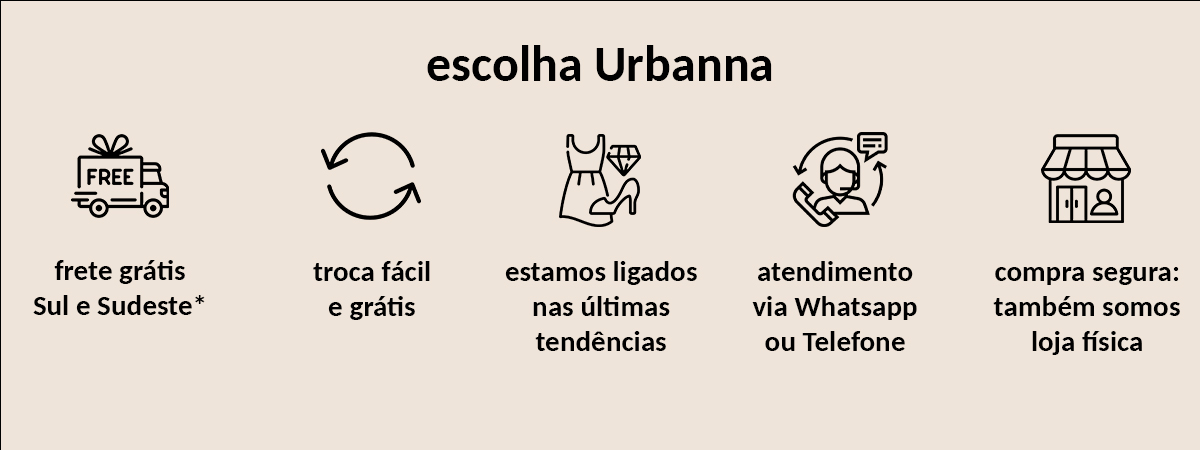 escolha Urbanna
FREE
frete grátis
Sul e Sudeste*
troca fácil
e grátis
estamos ligados
nas últimas
tendências
atendimento
via Whatsapp
ou Telefone
compra segura:
também somos
loja física